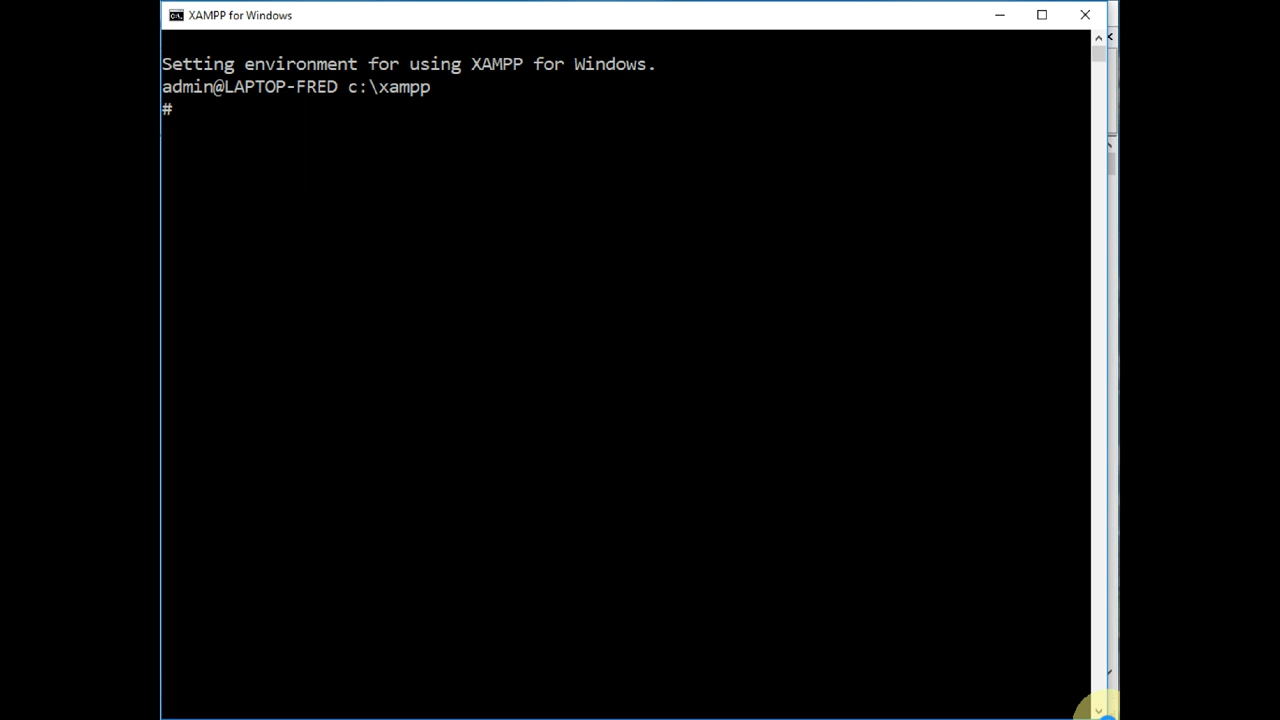 XAMPP for Windows
Setting environment for using XAMPP for Windows.
admin@LAPTOP-FRED c:\xampp
#